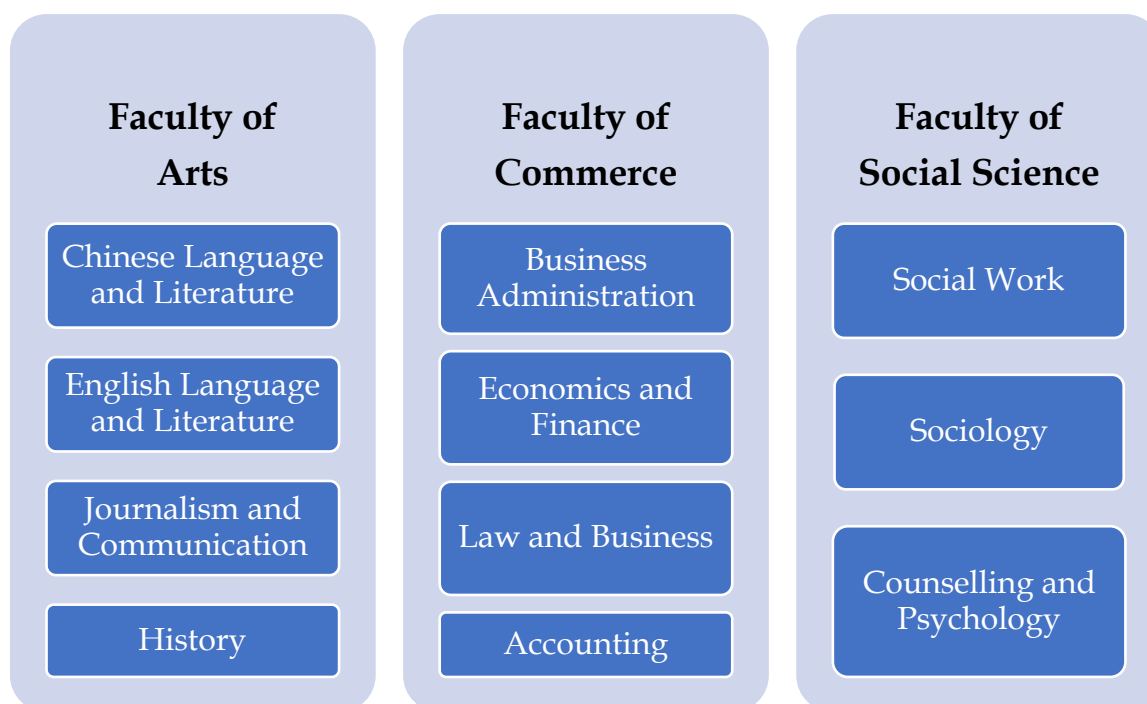 Faculty of
Arts
Chinese Language
and Literature
English Language
and Literature
Journalism and
Communication
History
Faculty of
Commerce
Business
Administration
Economics and
Finance
Law and Business
Accounting
Faculty of
Social Science
Social Work
Sociology
Counselling and
Psychology